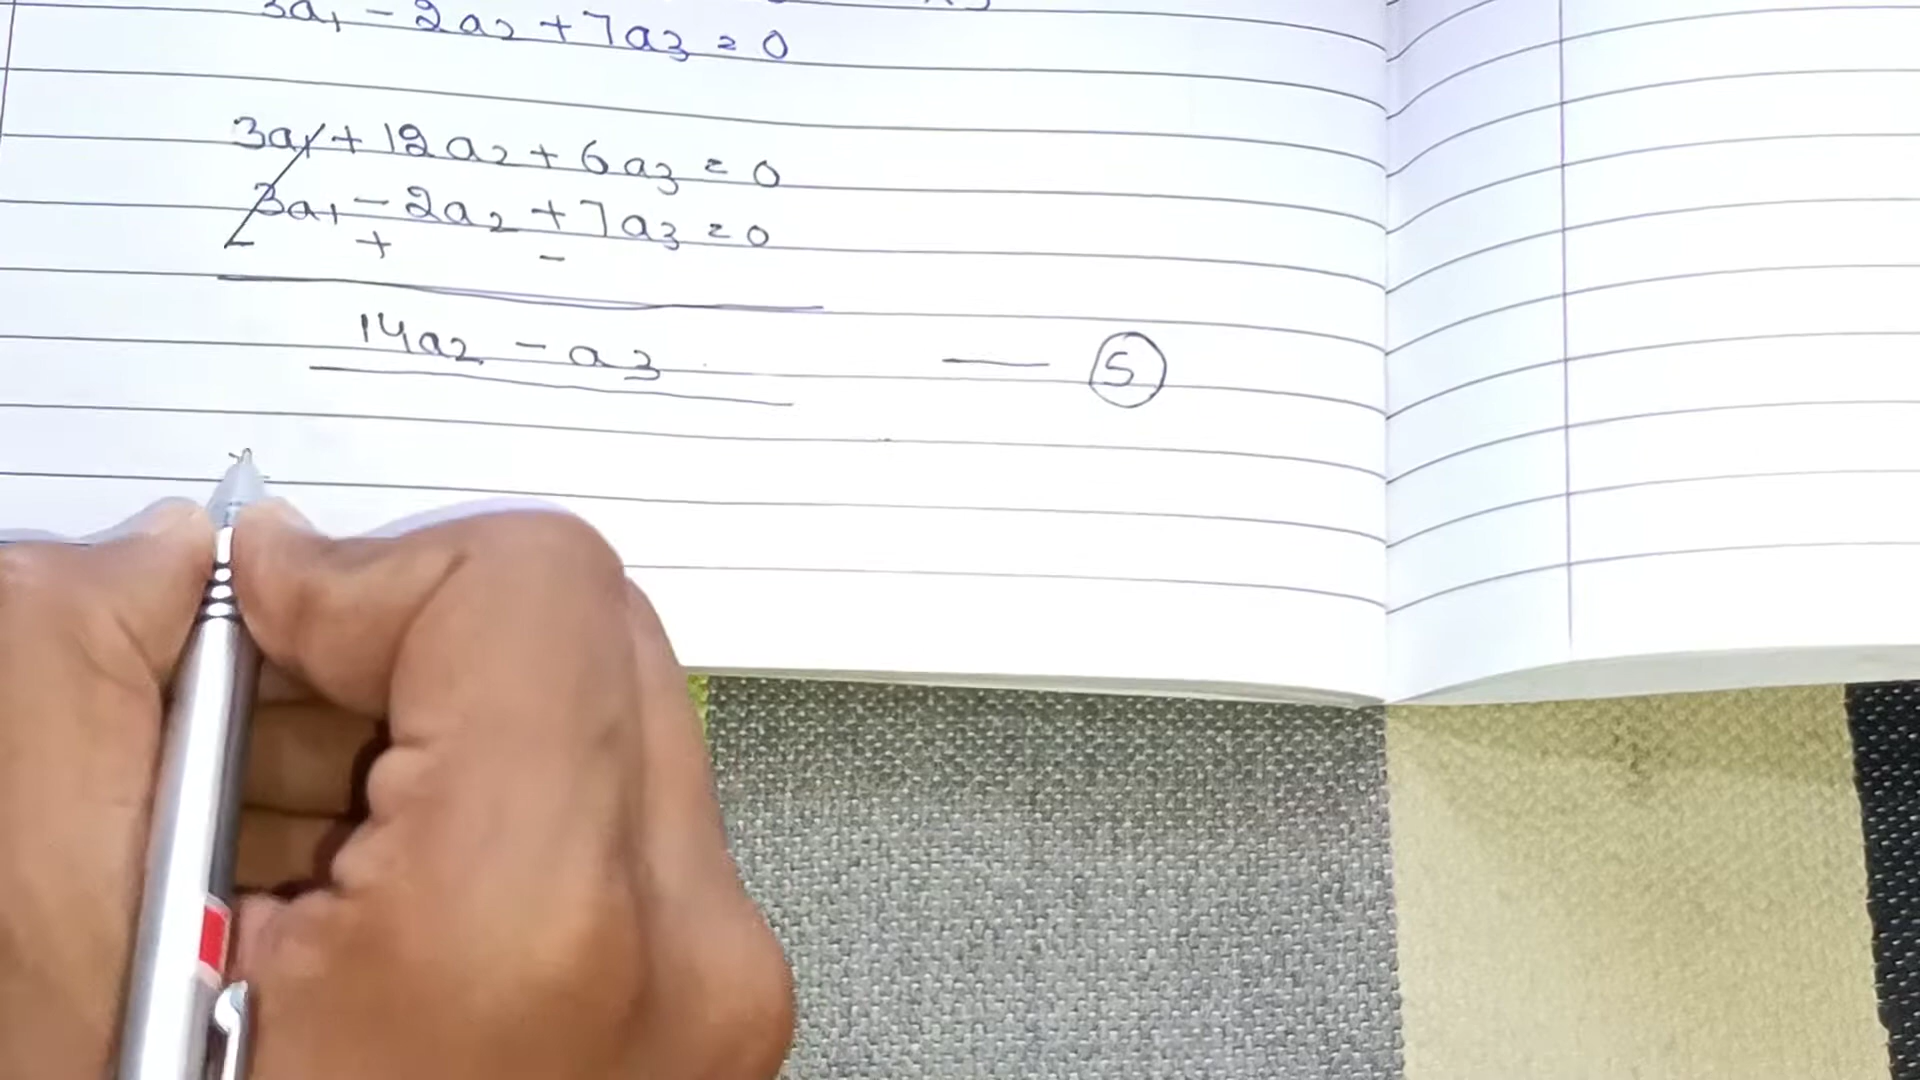 3a1 - 2a2 + 7a3 = 0
3a1 + 12a2 + 6a3 = 0
3a1 - 2a2 + 7a3 = 0
- + -
14a2 - a3 — 5